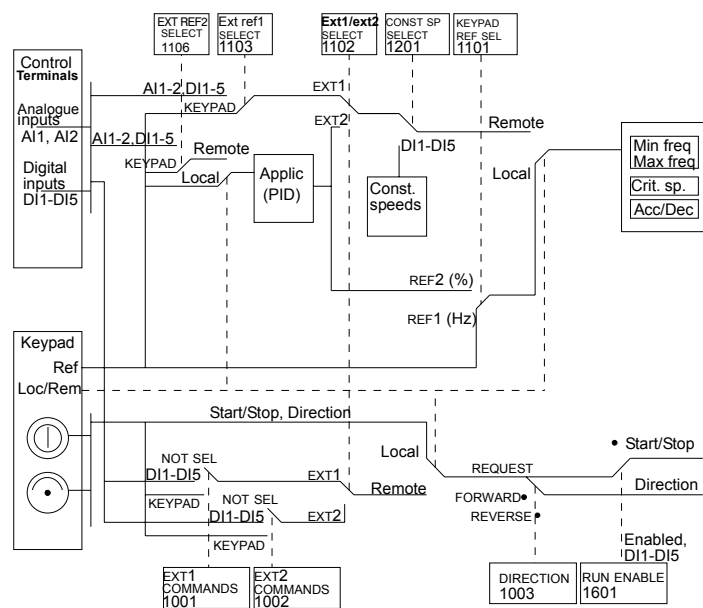 EXT REF2
SELECT
1106
Ext ref1
SELECT
1103
Ext1/ext2
SELECT
1102
CONST SP
SELECT
1201
KEYPAD
REF SEL
1101
Control
Terminals
Analogue
inputs
AI1, AI2
Digital
inputs
DI1-DI5
AI1-2,DI1-5
KEYPAD
EXT1
EXT2
AI1-2,DI1-5
Remote
KEYPAD
Local
Applic
(PID)
DI1-DI5
Const.
speeds
Remote
Local
Min freq
Max freq
Crit. sp.
Acc/Dec
REF2 (%)
REF1 (Hz)
Keypad
Ref
Loc/Rem
Start/Stop, Direction
Local
NOT SEL
DI1-DI5
EXT1
Remote
KEYPAD
NOT SEL
DI1-DI5
EXT2
KEYPAD
REQUEST
Start/Stop
Direction
FORWARD
REVERSE
Enabled,
DI1-DI5
EXT1
COMMANDS
1001
EXT2
COMMANDS
1002
DIRECTION
1003
RUN ENABLE
1601